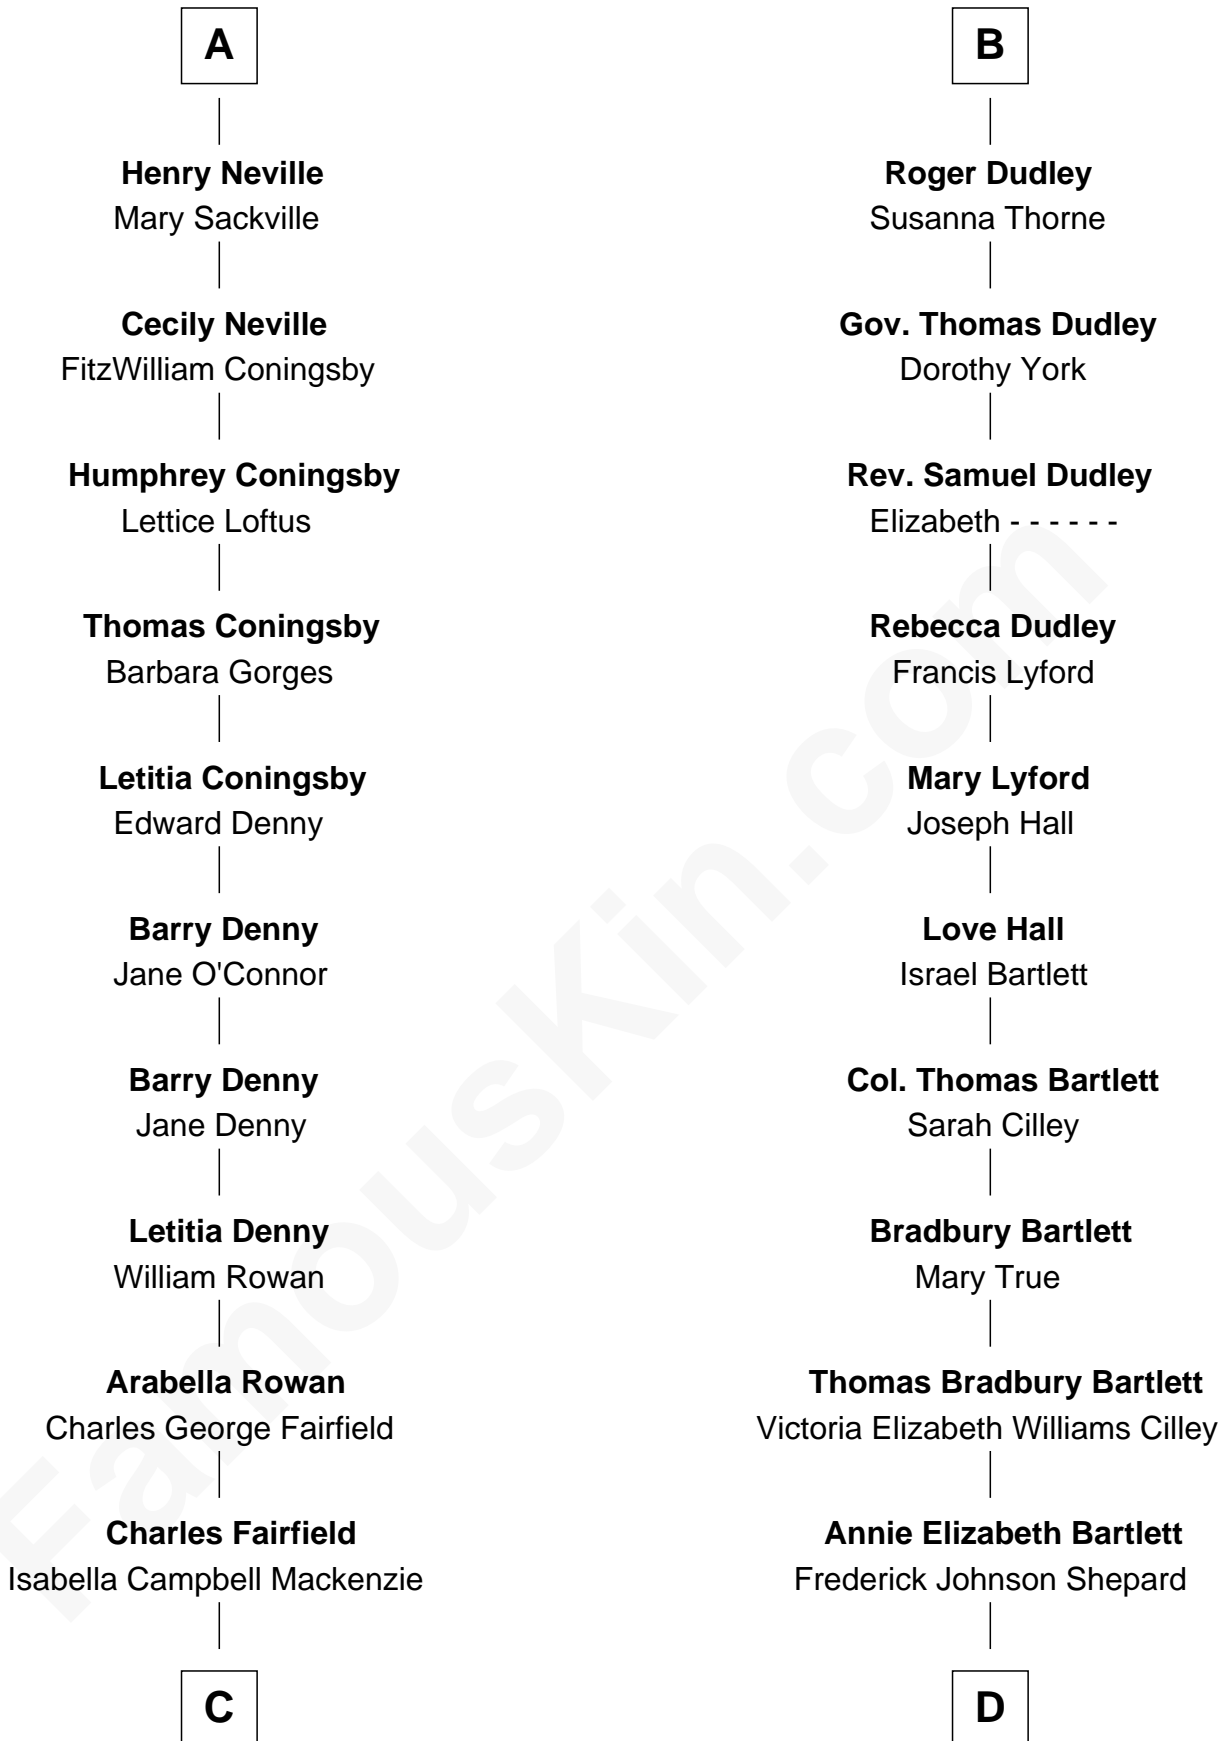 A
Henry Neville
Mary Sackville
Cecily Neville
FitzWilliam Coningsby
Humphrey Coningsby
Lettice Loftus
Thomas Coningsby
Barbara Gorges
Letitia Coningsby
Edward Denny
Barry Denny
Jane O'Connor
Barry Denny
Jane Denny
Letitia Denny
William Rowan
Arabella Rowan
Charles George Fairfield
Charles Fairfield
Isabella Campbell Mackenzie
C
B
Roger Dudley
Susanna Thorne
Gov. Thomas Dudley
Dorothy York
Rev. Samuel Dudley
Elizabeth - - - - - -
Rebecca Dudley
Francis Lyford
Mary Lyford
Joseph Hall
Love Hall
Israel Bartlett
Col. Thomas Bartlett
Sarah Cilley
Bradbury Bartlett
Mary True
Thomas Bradbury Bartlett
Victoria Elizabeth Williams Cilley
Annie Elizabeth Bartlett
Frederick Johnson Shepard
D
FamousKin.com